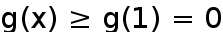 g(x) ≥ g(1) = 0